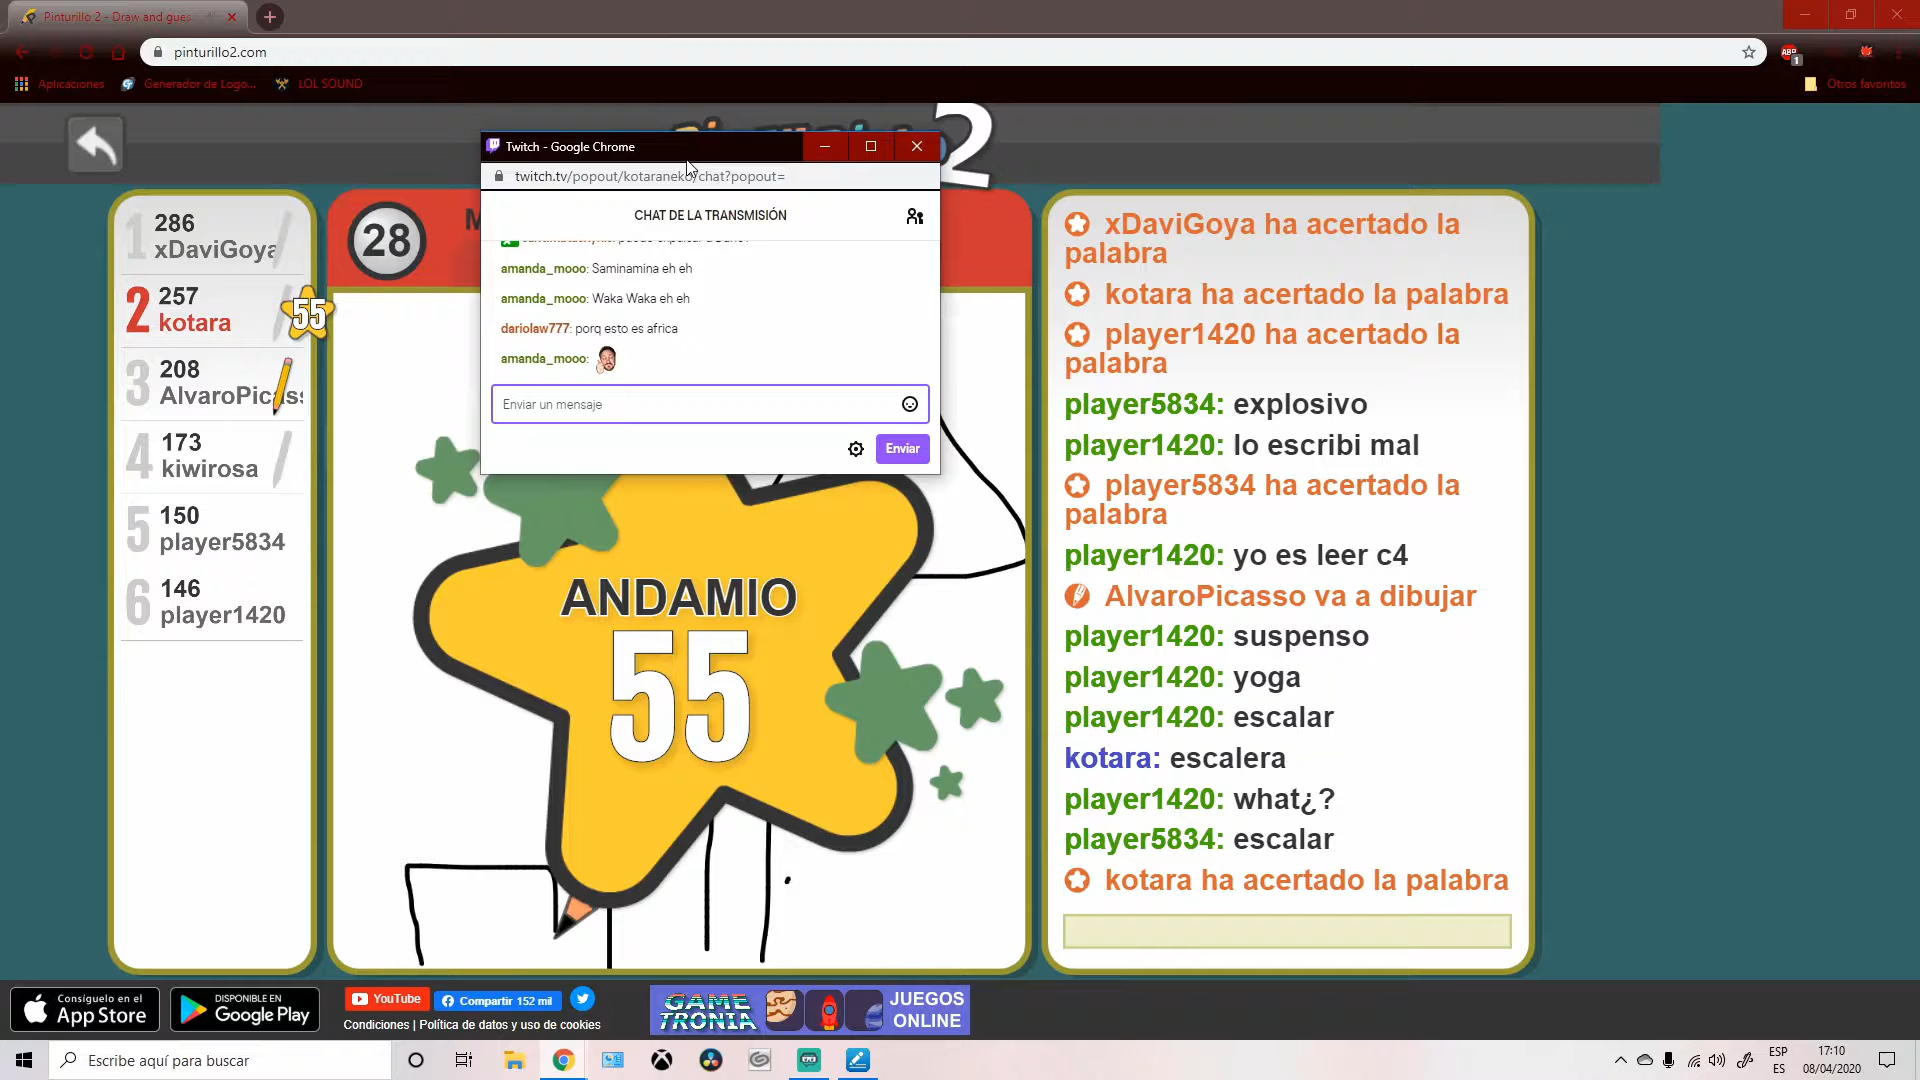 Pinturillo 2 - Draw and gues
pinturillo2.com
ABP
1
Aplicaciones
Generador de Logo...
LOL SOUND
Otros favoritos
2
Twitch - Google Chrome
twitch.tv/popout/kotaraneko/chat?popout=
CHAT DE LA TRANSMISIÓN
amanda_mooo: Saminamina eh eh
amanda_mooo: Waka Waka eh eh
dariolaw777: porq esto es africa
amanda_mooo:
Enviar un mensaje
Enviar
1
286
xDaviGoya
2
257
kotara
55
3
208
AlvaroPicass
4
173
kiwirosa
5
150
player5834
6
146
player1420
28
M
ANDAMIO
55
xDaviGoya ha acertado la
palabra
kotara ha acertado la palabra
player1420 ha acertado la
palabra
player5834: explosivo
player1420: lo escribi mal
player5834 ha acertado la
palabra
player1420: yo es leer c4
AlvaroPicasso va a dibujar
player1420: suspenso
player1420: yoga
player1420: escalar
kotara: escalera
player1420: what¿?
player5834: escalar
kotara ha acertado la palabra
Consíguelo en el
App Store
DISPONIBLE EN
Google Play
YouTube
Compartir 152 mil
Condiciones | Política de datos y uso de cookies
GAME
TRONIA
JUEGOS
ONLINE
Escribe aquí para buscar
ESP
ES
17:10
08/04/2020